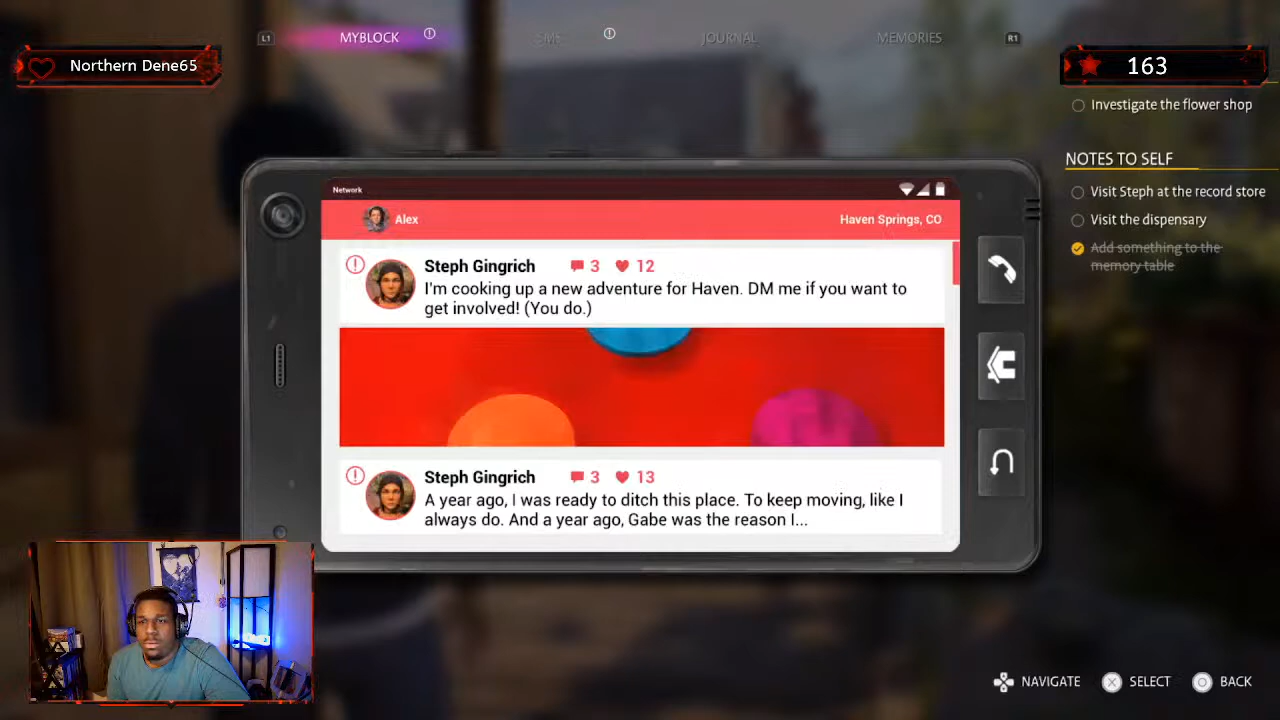 L1
MYBLOCK
SMS
JOURNAL
MEMORIES
R1
Northern Dene65
163
Investigate the flower shop
NOTES TO SELF
Visit Steph at the record store
Visit the dispensary
Add something to the
memory table
Network
Alex
Haven Springs, CO
Steph Gingrich 3 12
I'm cooking up a new adventure for Haven. DM me if you want to
get involved! (You do.)
Steph Gingrich 3 13
A year ago, I was ready to ditch this place. To keep moving, like I
always do. And a year ago, Gabe was the reason I...
NAVIGATE
SELECT
BACK